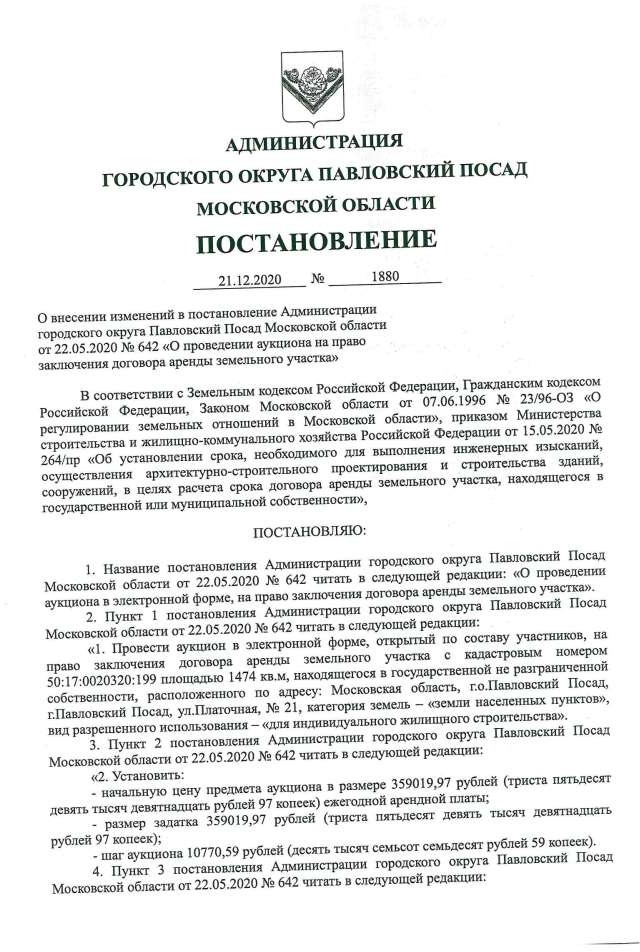 АДМИНИСТРАЦИЯ
ГОРОДСКОГО ОКРУГА ПАВЛОВСКИЙ ПОСАД
МОСКОВСКОЙ ОБЛАСТИ
ПОСТАНОВЛЕНИЕ
21.12.2020 № 1880
О внесении изменений в постановление Администрации
городского округа Павловский Посад Московской области
от 22.05.2020 № 642 «О проведении аукциона на право
заключения договора аренды земельного участка»
В соответствии с Земельным кодексом Российской Федерации, Гражданским кодексом
Российской Федерации, Законом Московской области от 07.06.1996 № 23/96-ОЗ «О
регулировании земельных отношений в Московской области», приказом Министерства
строительства и жилищно-коммунального хозяйства Российской Федерации от 15.05.2020 №
264/пр «Об установлении срока, необходимого для выполнения инженерных изысканий,
осуществления архитектурно-строительного проектирования и строительства зданий,
сооружений, в целях расчета срока договора аренды земельного участка, находящегося в
государственной или муниципальной собственности»,
ПОСТАНОВЛЯЮ:
1. Название постановления Администрации городского округа Павловский Посад
Московской области от 22.05.2020 № 642 читать в следующей редакции: «О проведении
аукциона в электронной форме, на право заключения договора аренды земельного участка».
2. Пункт 1 постановления Администрации городского округа Павловский Посад
Московской области от 22.05.2020 № 642 читать в следующей редакции:
«1. Провести аукцион в электронной форме, открытый по составу участников, на
право заключения договора аренды земельного участка с кадастровым номером
50:17:0020320:199 площадью 1474 кв.м, находящегося в государственной не разграниченной
собственности, расположенного по адресу: Московская область, г.о.Павловский Посад,
г.Павловский Посад, ул.Платочная, № 21, категория земель – «земли населенных пунктов»,
вид разрешенного использования – «для индивидуального жилищного строительства».
3. Пункт 2 постановления Администрации городского округа Павловский Посад
Московской области от 22.05.2020 № 642 читать в следующей редакции:
«2. Установить:
- начальную цену предмета аукциона в размере 359019,97 рублей (триста пятьдесят
девять тысяч девятнадцать рублей 97 копеек) ежегодной арендной платы;
- размер задатка 359019,97 рублей (триста пятьдесят девять тысяч девятнадцать
рублей 97 копеек);
- шаг аукциона 10770,59 рублей (десять тысяч семьсот семьдесят рублей 59 копеек).
4. Пункт 3 постановления Администрации городского округа Павловский Посад
Московской области от 22.05.2020 № 642 читать в следующей редакции: